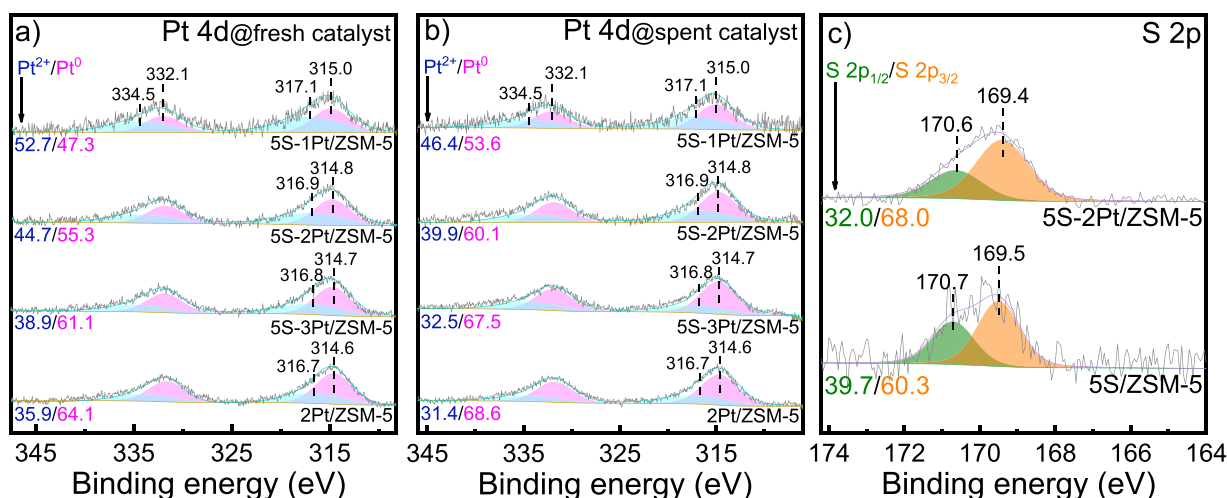 a)
Pt 4d@fresh catalyst
Pt²⁺/Pt⁰
334.5
332.1
317.1
315.0
52.7/47.3
5S-1Pt/ZSM-5
316.9
314.8
44.7/55.3
5S-2Pt/ZSM-5
316.8
314.7
38.9/61.1
5S-3Pt/ZSM-5
316.7
314.6
35.9/64.1
2Pt/ZSM-5
345
335
325
315
Binding energy (eV)
b)
Pt 4d@spent catalyst
Pt²⁺/Pt⁰
334.5
332.1
317.1
315.0
46.4/53.6
5S-1Pt/ZSM-5
316.9
314.8
39.9/60.1
5S-2Pt/ZSM-5
316.8
314.7
32.5/67.5
5S-3Pt/ZSM-5
316.7
314.6
31.4/68.6
2Pt/ZSM-5
345
335
325
315
Binding energy (eV)
c)
S 2p
S 2p₁/₂/S 2p₃/₂
170.6
169.4
32.0/68.0
5S-2Pt/ZSM-5
170.7
169.5
39.7/60.3
5S/ZSM-5
174
172
170
168
166
164
Binding energy (eV)